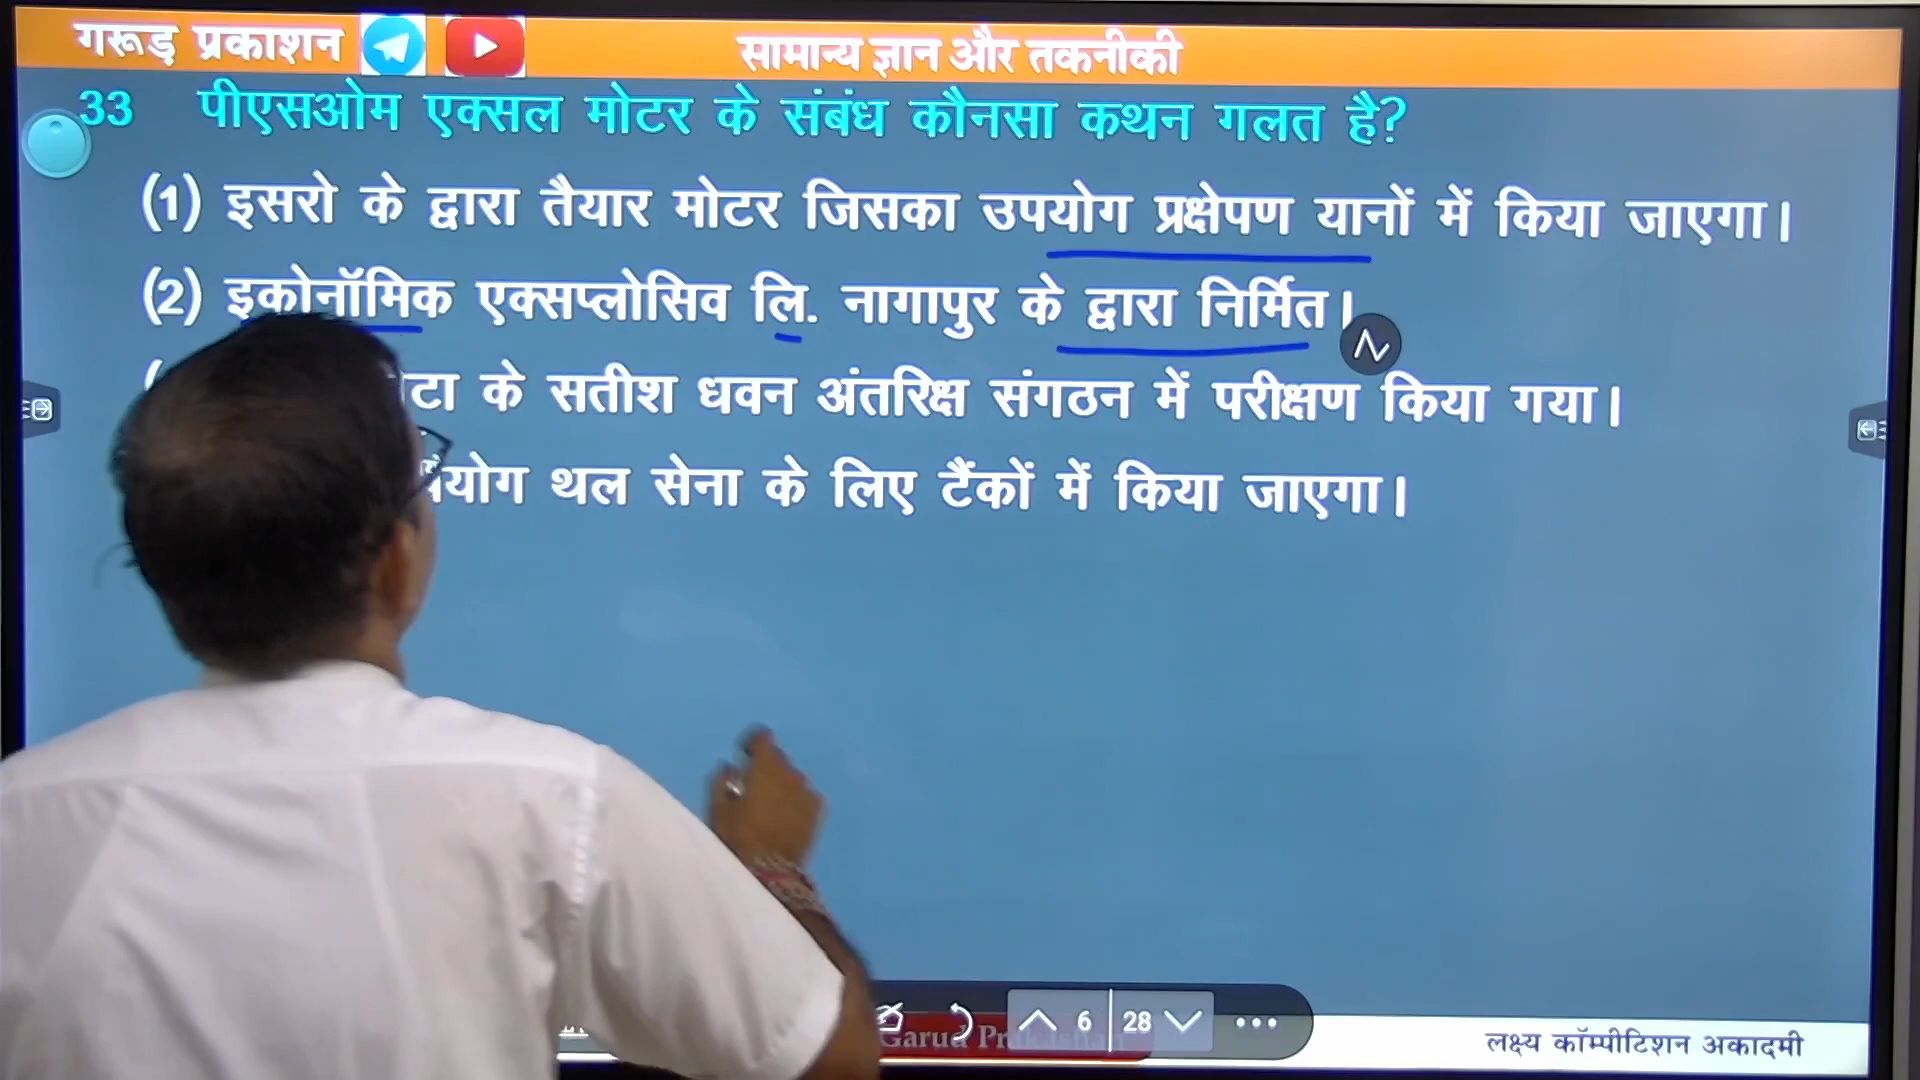 गरूड़ प्रकाशन
सामान्य ज्ञान और तकनीकी
33 पीएसओम एक्सल मोटर के संबंध कौनसा कथन गलत है?
(1) इसरो के द्वारा तैयार मोटर जिसका उपयोग प्रक्षेपण यानों में किया जाएगा।
(2) इकोनॉमिक एक्सप्लोसिव लि. नागापुर के द्वारा निर्मित।
के सतीश धवन अंतरिक्ष संगठन में परीक्षण किया गया।
थल सेना के लिए टैंकों में किया जाएगा।
6 28
Garud
लक्ष्य कॉम्पीटिशन अकादमी